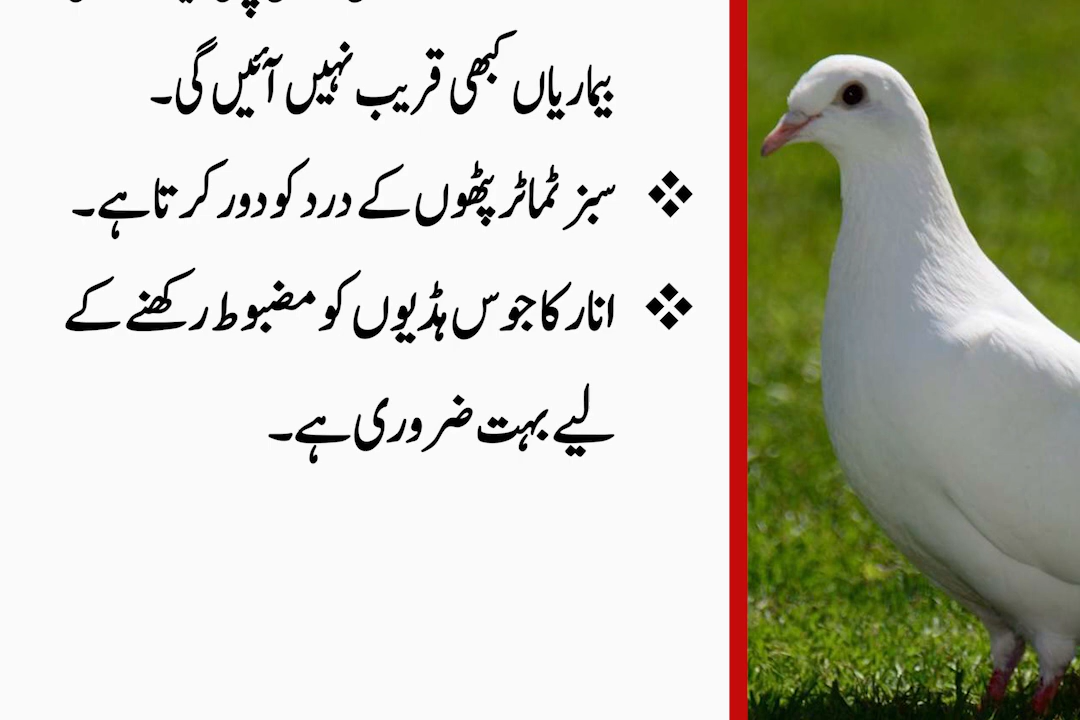 بیماریاں کبھی قریب نہیں آئیں گی۔
❖ سبز ٹماٹر پٹھوں کے درد کو دور کرتا ہے۔
❖ انار کا جوس ہڈیوں کو مضبوط رکھنے کے
لیے بہت ضروری ہے۔